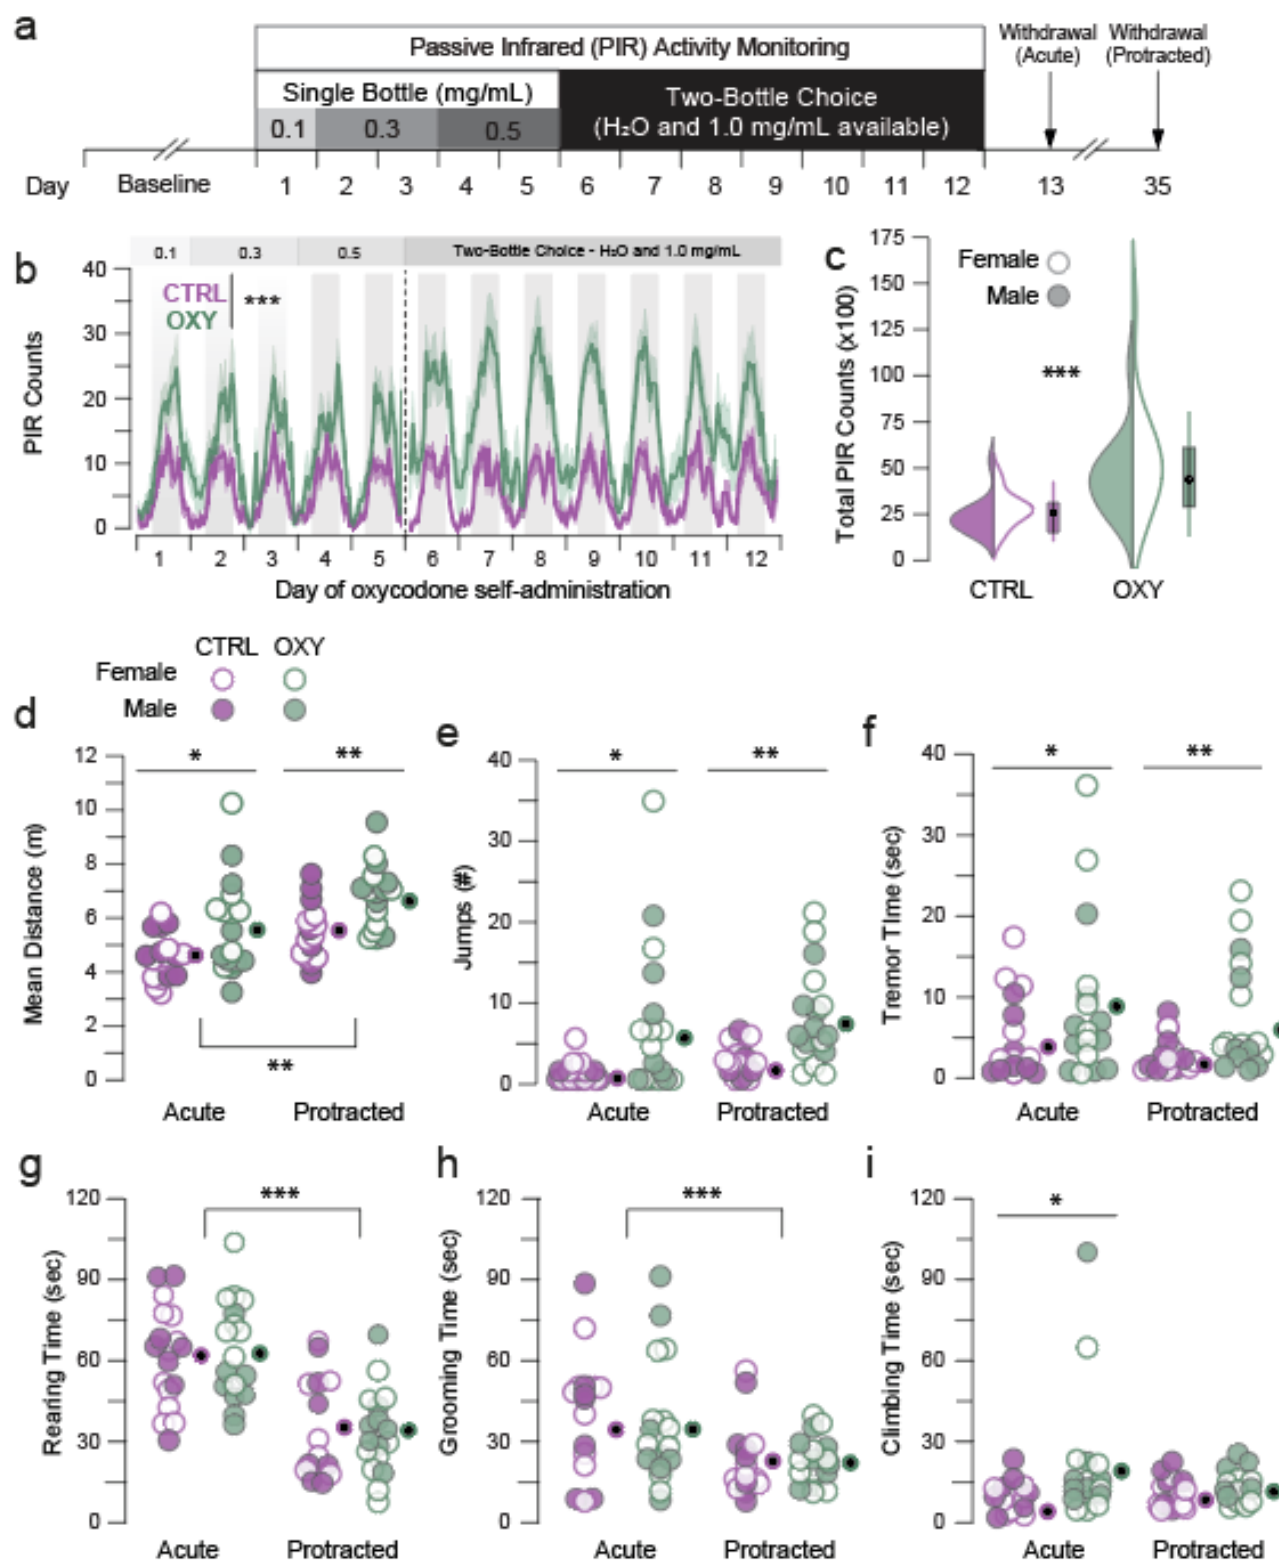 a
Withdrawal Withdrawal
(Acute) (Protracted)
Passive Infrared (PIR) Activity Monitoring
Single Bottle (mg/mL)
0.1 0.3 0.5
Two-Bottle Choice
(H₂O and 1.0 mg/mL available)
Day Baseline 1 2 3 4 5 6 7 8 9 10 11 12 13 35
b
0.1 0.3 0.5 Two-Bottle Choice - H₂O and 1.0 mg/mL
CTRL
OXY
***
PIR Counts
40
30
20
10
0
1 2 3 4 5 6 7 8 9 10 11 12
Day of oxycodone self-administration
c
Female
Male
***
Total PIR Counts (x100)
175
150
125
100
75
50
25
0
CTRL OXY
CTRL OXY
Female
Male
d
* **
Mean Distance (m)
12
10
8
6
4
2
0
**
Acute Protracted
e
* **
Jumps (#)
40
30
20
10
0
Acute Protracted
f
* **
Tremor TIme (sec)
40
30
20
10
0
Acute Protracted
g
***
Rearing Time (sec)
120
90
60
30
0
Acute Protracted
h
***
Grooming Time (sec)
120
90
60
30
0
Acute Protracted
i
*
Climbing Time (sec)
120
90
60
30
0
Acute Protracted